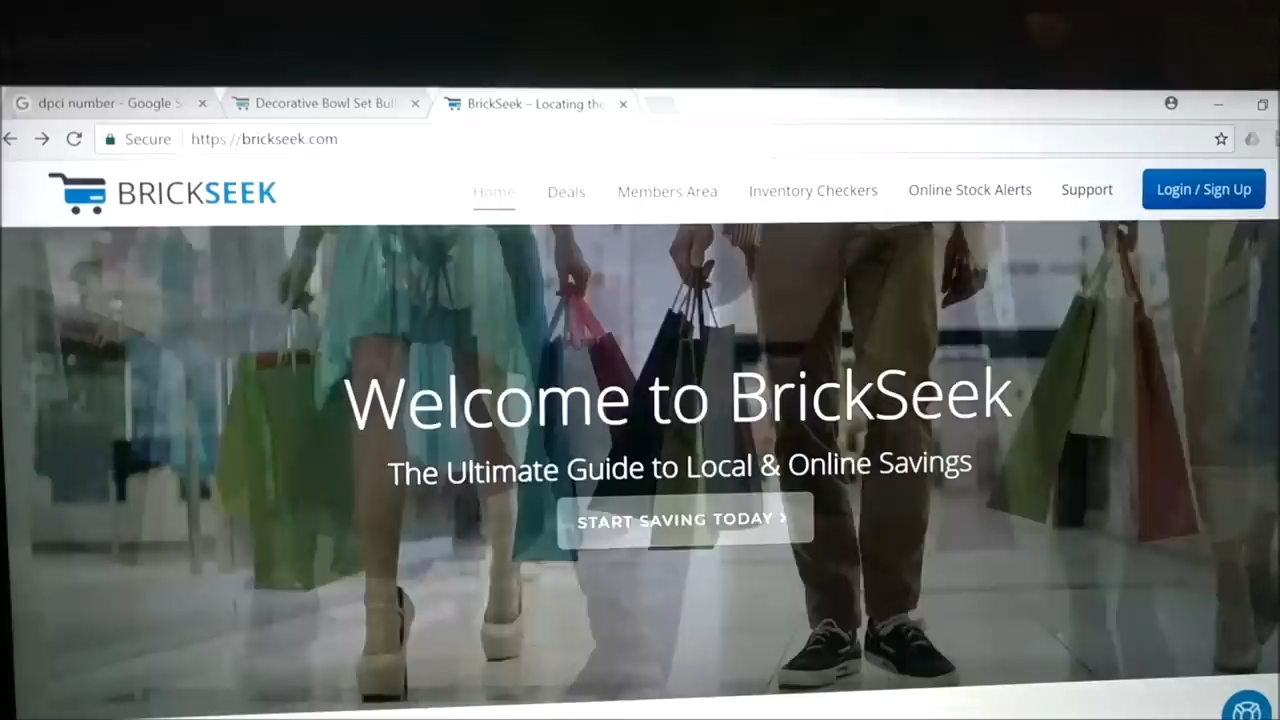 dpci number - Google S
Decorative Bowl Set Bul
BrickSeek – Locating the
Secure
https://brickseek.com
BRICKSEEK
Home
Deals
Members Area
Inventory Checkers
Online Stock Alerts
Support
Login / Sign Up
Welcome to BrickSeek
The Ultimate Guide to Local & Online Savings
START SAVING TODAY ›